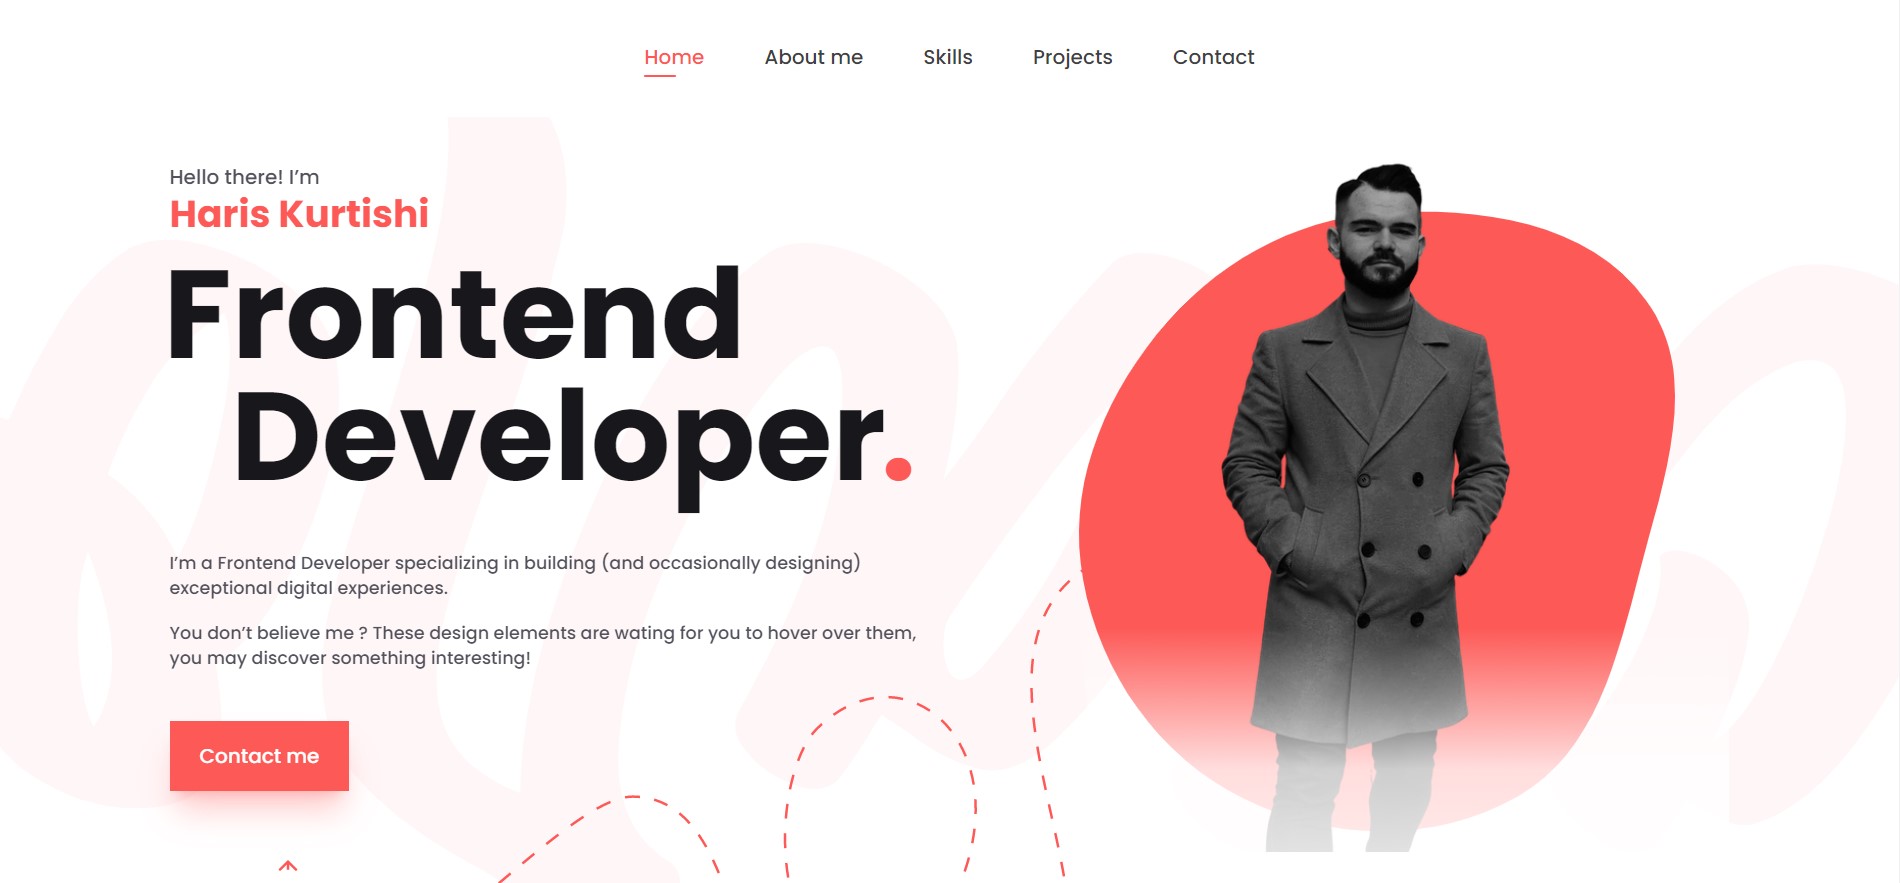 Home About me Skills Projects Contact
Hello there! I’m
Haris Kurtishi
Frontend
Developer.
I’m a Frontend Developer specializing in building (and occasionally designing)
exceptional digital experiences.
You don’t believe me ? These design elements are wating for you to hover over them,
you may discover something interesting!
Contact me